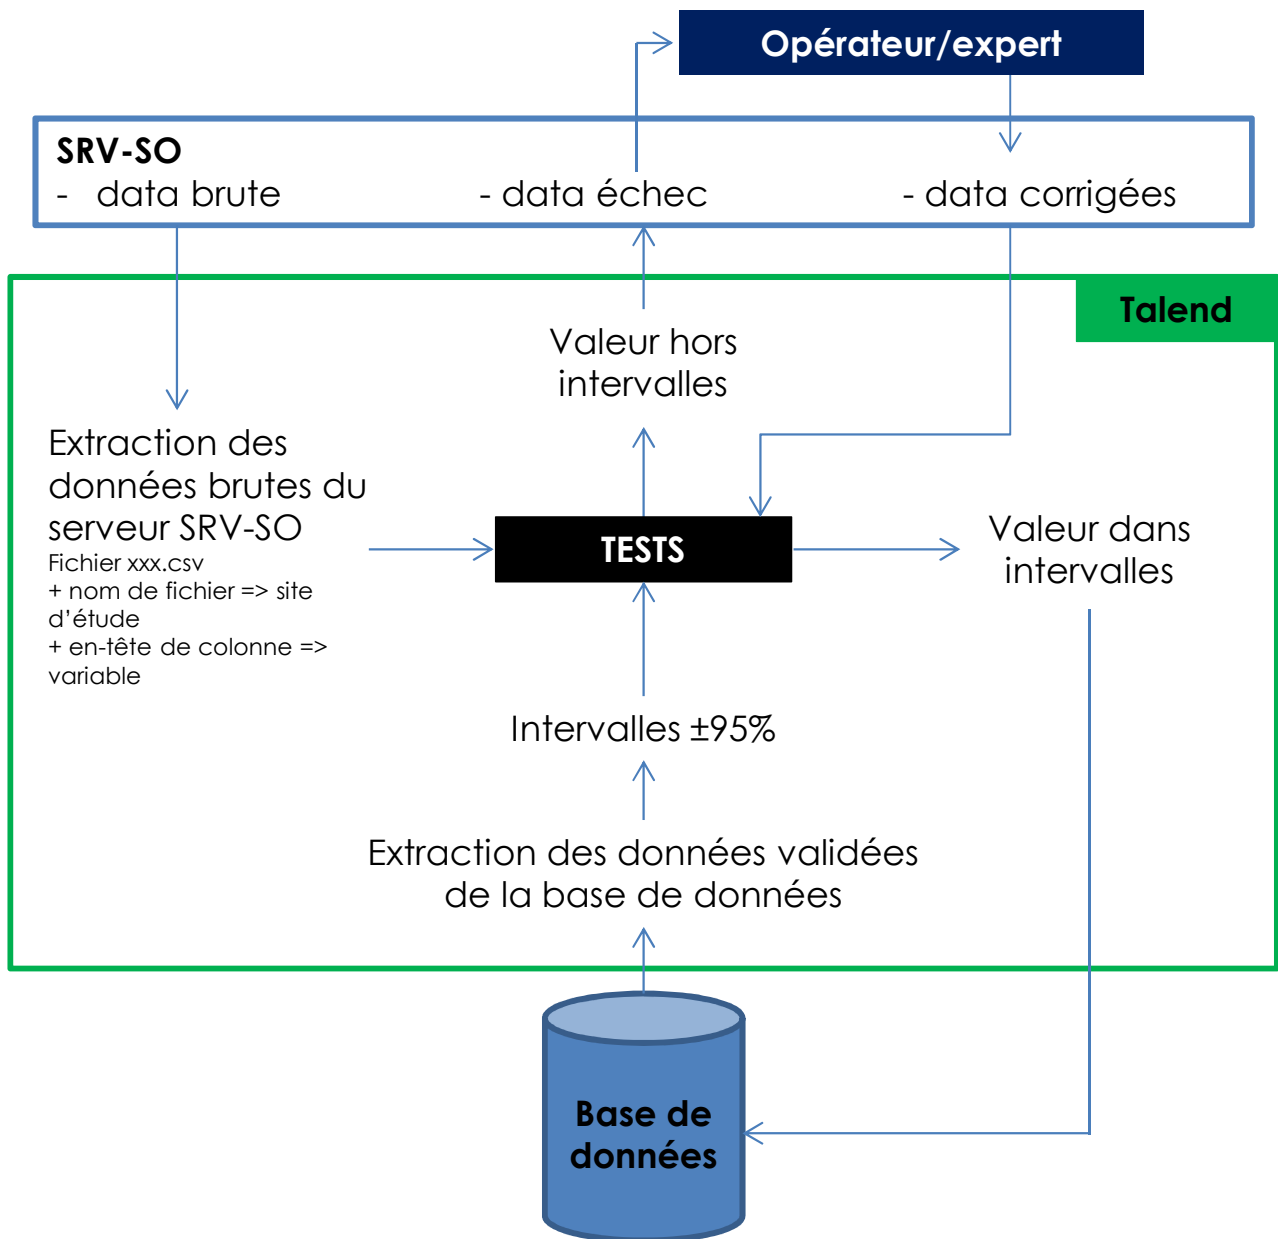 Opérateur/expert
SRV-SO
- data brute
- data échec
- data corrigées
Talend
Valeur hors
intervalles
Extraction des
données brutes du
serveur SRV-SO
Fichier xxx.csv
+ nom de fichier => site
d'étude
+ en-tête de colonne =>
variable
TESTS
Valeur dans
intervalles
Intervalles ±95%
Extraction des données validées
de la base de données
Base de
données